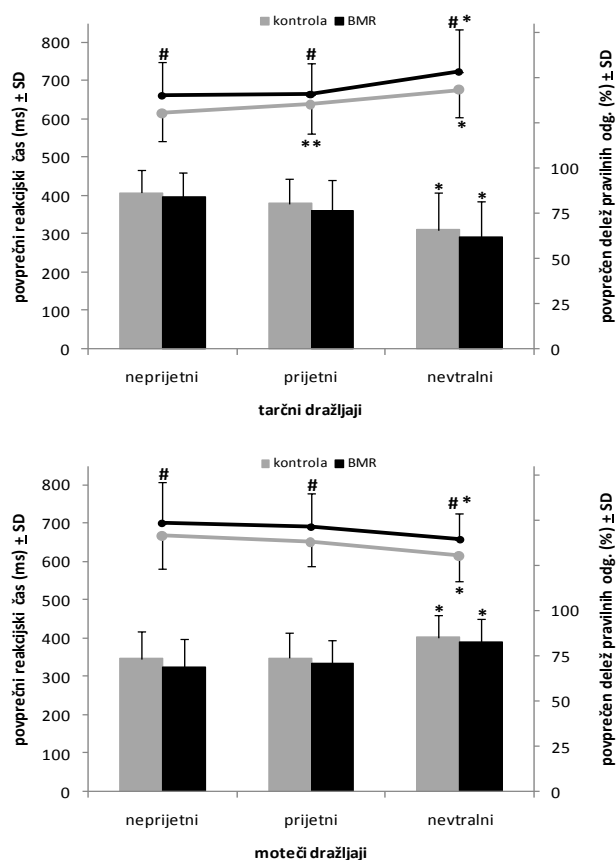 kontrola BMR
800
700
600
500
400
300
200
100
0
povprečni reakcijski čas (ms) ± SD
# # # *
** *
* *
100
75
50
25
0
povprečen delež pravilnih odg. (%) ± SD
neprijetni prijetni nevtralni
tarčni dražljaji
kontrola BMR
800
700
600
500
400
300
200
100
0
povprečni reakcijski čas (ms) ± SD
# # # *
*
* *
100
75
50
25
0
povprečen delež pravilnih odg. (%) ± SD
neprijetni prijetni nevtralni
moteči dražljaji